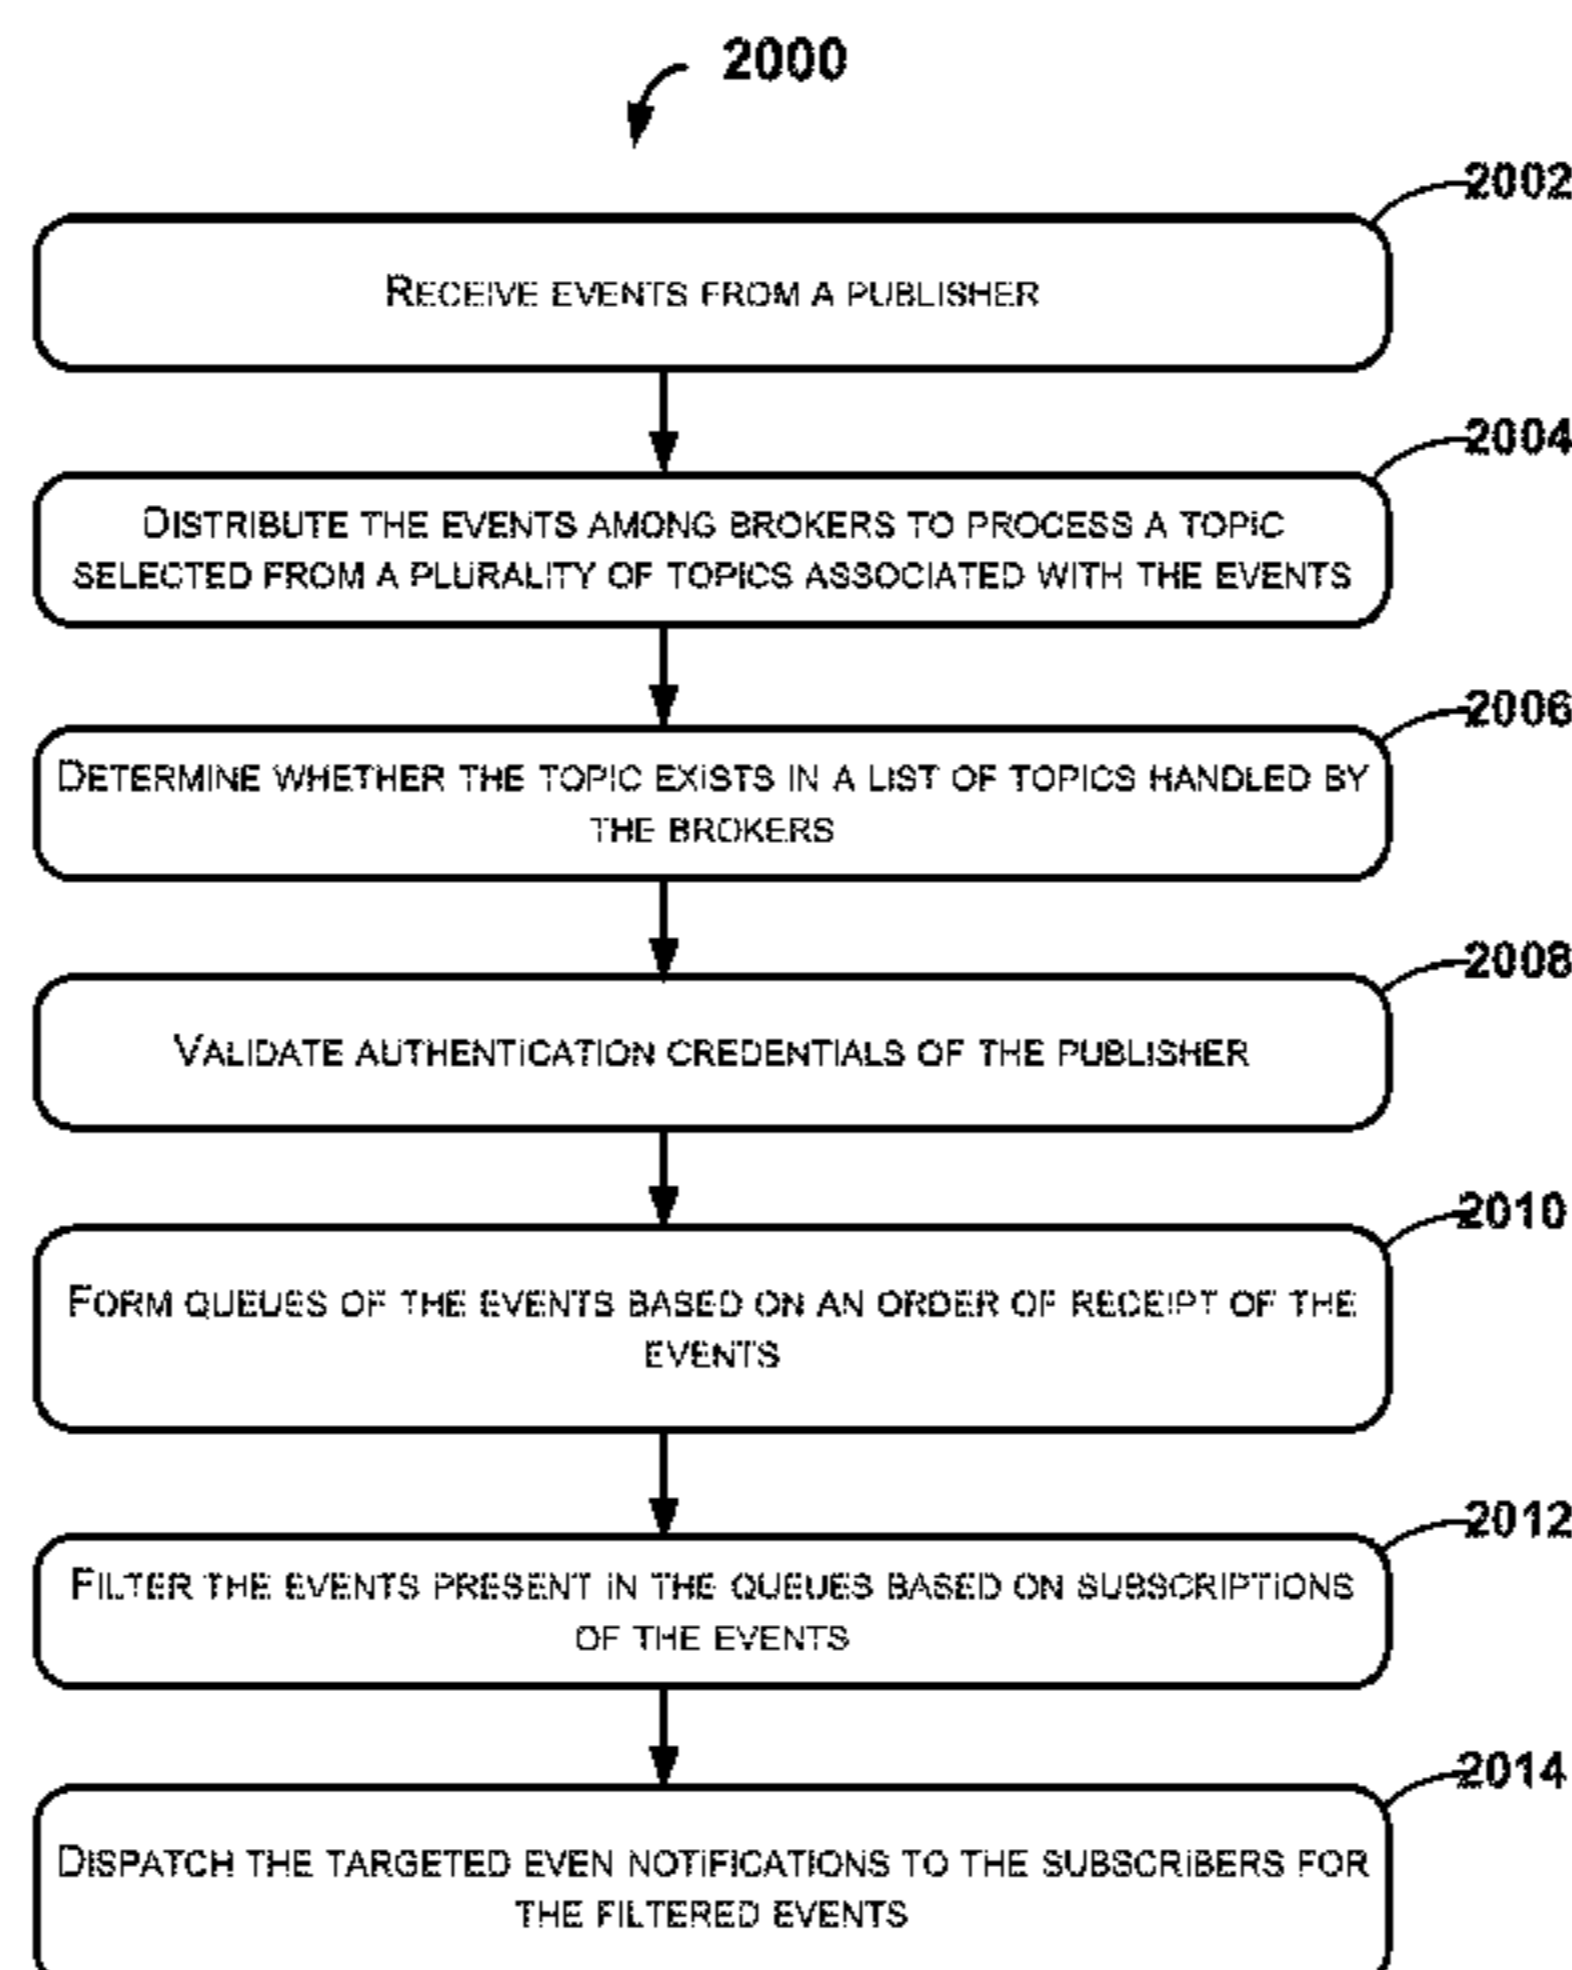 2000
2002
RECEIVE EVENTS FROM A PUBLISHER
2004
DISTRIBUTE THE EVENTS AMONG BROKERS TO PROCESS A TOPIC
SELECTED FROM A PLURALITY OF TOPICS ASSOCIATED WITH THE EVENTS
2006
DETERMINE WHETHER THE TOPIC EXISTS IN A LIST OF TOPICS HANDLED BY
THE BROKERS
2008
VALIDATE AUTHENTICATION CREDENTIALS OF THE PUBLISHER
2010
FORM QUEUES OF THE EVENTS BASED ON AN ORDER OF RECEIPT OF THE
EVENTS
2012
FILTER THE EVENTS PRESENT IN THE QUEUES BASED ON SUBSCRIPTIONS
OF THE EVENTS
2014
DISPATCH THE TARGETED EVEN NOTIFICATIONS TO THE SUBSCRIBERS FOR
THE FILTERED EVENTS